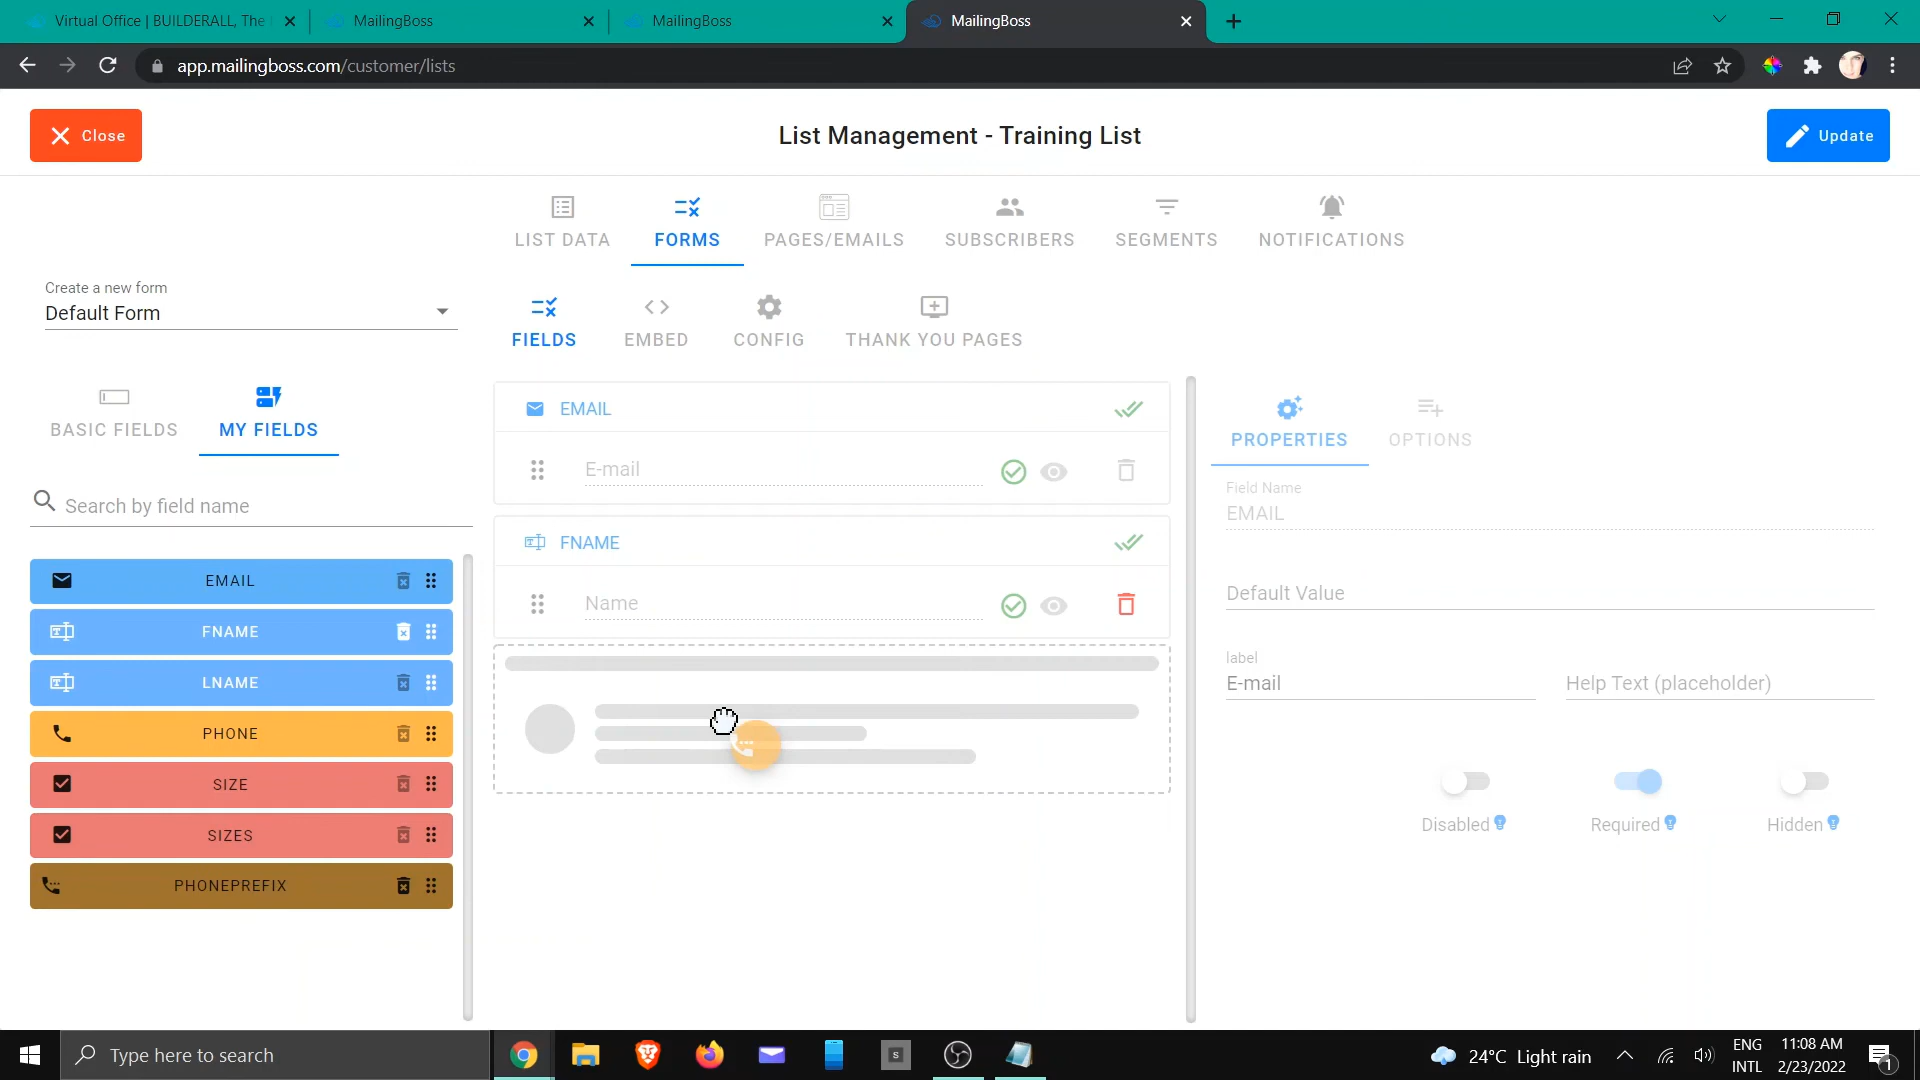 Virtual Office | BUILDERALL, The
MailingBoss
MailingBoss
MailingBoss
app.mailingboss.com/customer/lists
Close
List Management - Training List
Update
LIST DATA
FORMS
PAGES/EMAILS
SUBSCRIBERS
SEGMENTS
NOTIFICATIONS
Create a new form
Default Form
FIELDS
EMBED
CONFIG
THANK YOU PAGES
BASIC FIELDS
MY FIELDS
Search by field name
EMAIL
FNAME
LNAME
PHONE
SIZE
SIZES
PHONEPREFIX
EMAIL
E-mail
FNAME
Name
PROPERTIES
OPTIONS
Field Name
EMAIL
Default Value
label
E-mail
Help Text (placeholder)
Disabled
Required
Hidden
Type here to search
S
24°C Light rain
ENG
INTL
11:08 AM
2/23/2022
1